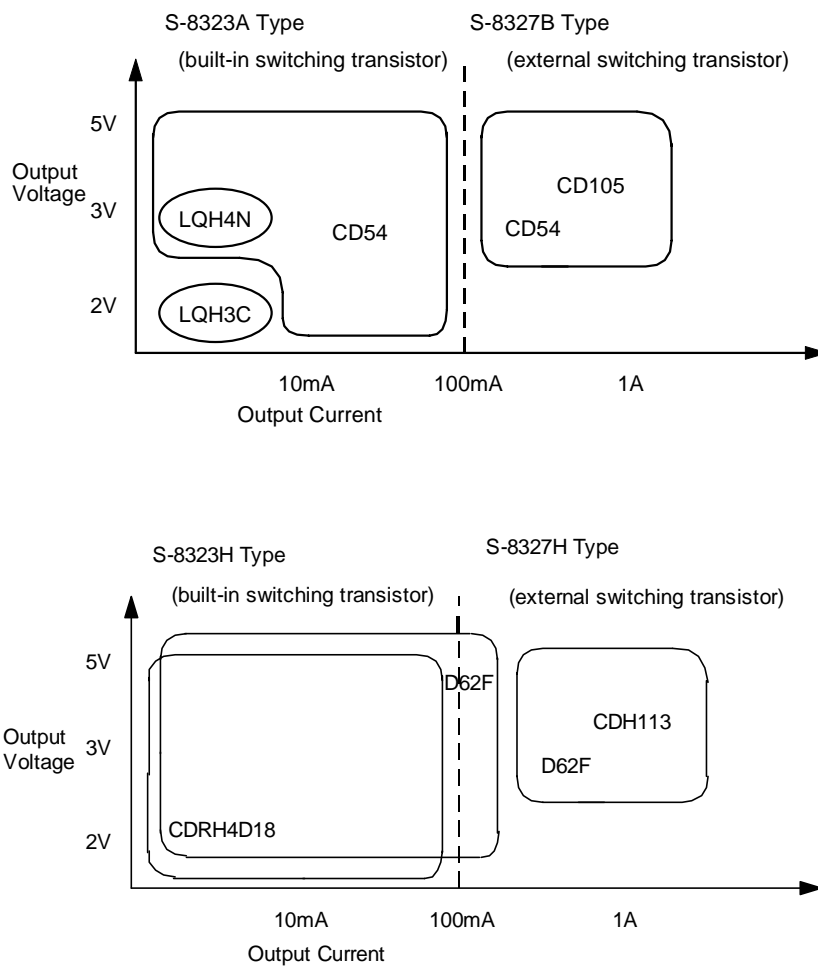 S-8323A Type
S-8327B Type
(built-in switching transistor)
(external switching transistor)
5V
Output
Voltage
3V
2V
LQH4N
LQH3C
CD54
CD105
CD54
10mA
100mA
1A
Output Current
S-8323H Type
S-8327H Type
(built-in switching transistor)
(external switching transistor)
5V
Output
Voltage
3V
2V
D62F
CDRH4D18
CDH113
D62F
10mA
100mA
1A
Output Current